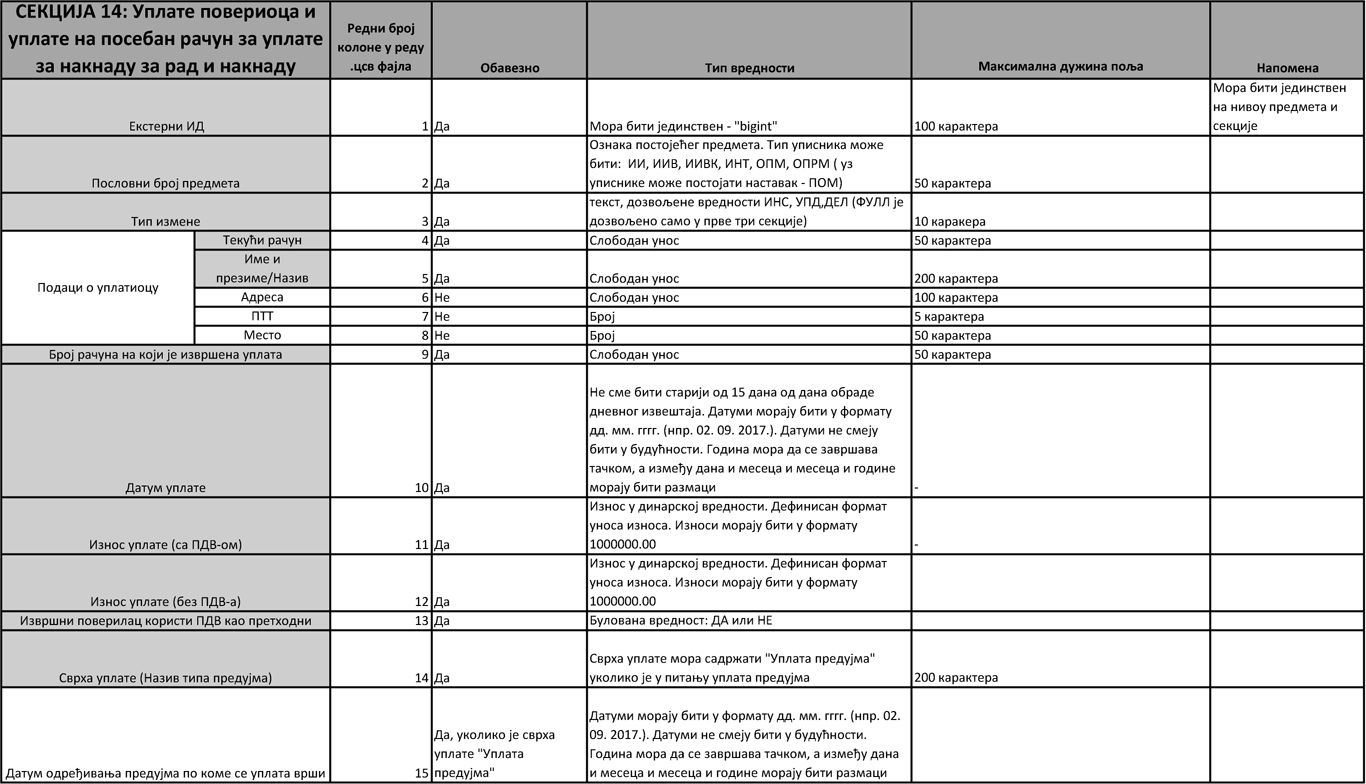 СЕКЦИЈА 14: Уплате повериоца и
уплате на посебан рачун за уплате
за накнаду за рад и накнаду
Редни број
колоне у реду
.цсв фајла
Обавезно
Тип вредности
Максимална дужина поља
Напомена
Екстерни ИД
1
Да
Мора бити јединствен - "bigint"
100 карактера
Мора бити јединствен
на нивоу предмета и
секције
Пословни број предмета
2
Да
Ознака постојећег предмета. Тип уписника може
бити:  ИИ, ИИВ, ИИВК, ИНТ, ОПМ, ОПРМ ( уз
уписнике може постојати наставак - ПОМ)
50 карактера
Тип измене
3
Да
текст, дозвољене вредности ИНС, УПД,ДЕЛ (ФУЛЛ је
дозвољено само у прве три секције)
10 каракера
Подаци о уплатиоцу
Текући рачун
4
Да
Слободан унос
50 карактера
Име и
презиме/Назив
5
Да
Слободан унос
200 карактера
Адреса
6
Не
Слободан унос
100 карактера
ПТТ
7
Не
Број
5 карактера
Место
8
Не
Број
50 карактера
Број рачуна на који је извршена уплата
9
Да
Слободан унос
50 карактера
Датум уплате
10
Да
Не сме бити старији од 15 дана од дана обраде
дневног извештаја. Датуми морају бити у формату
дд. мм. гггг. (нпр. 02. 09. 2017.). Датуми не смеју
бити у будућности. Година мора да се завршава
тачком, а између дана и месеца и месеца и године
морају бити размаци
-
Износ уплате (са ПДВ-ом)
11
Да
Износ у динарској вредности. Дефинисан формат
уноса износа. Износи морају бити у формату
1000000.00
-
Износ уплате (без ПДВ-а)
12
Да
Износ у динарској вредности. Дефинисан формат
уноса износа. Износи морају бити у формату
1000000.00
Извршни поверилац користи ПДВ као претходни
13
Да
Булована вредност: ДА или НЕ
Сврха уплате (Назив типа предујма)
14
Да
Сврха уплате мора садржати "Уплата предујма"
уколико је у питању уплата предујма
200 карактера
Датум одређивања предујма по коме се уплата врши
15
Да, уколико је сврха
уплате "Уплата
предујма"
Датуми морају бити у формату дд. мм. гггг. (нпр. 02.
09. 2017.). Датуми не смеју бити у будућности.
Година мора да се завршава тачком, а између дана
и месеца и месеца и године морају бити размаци